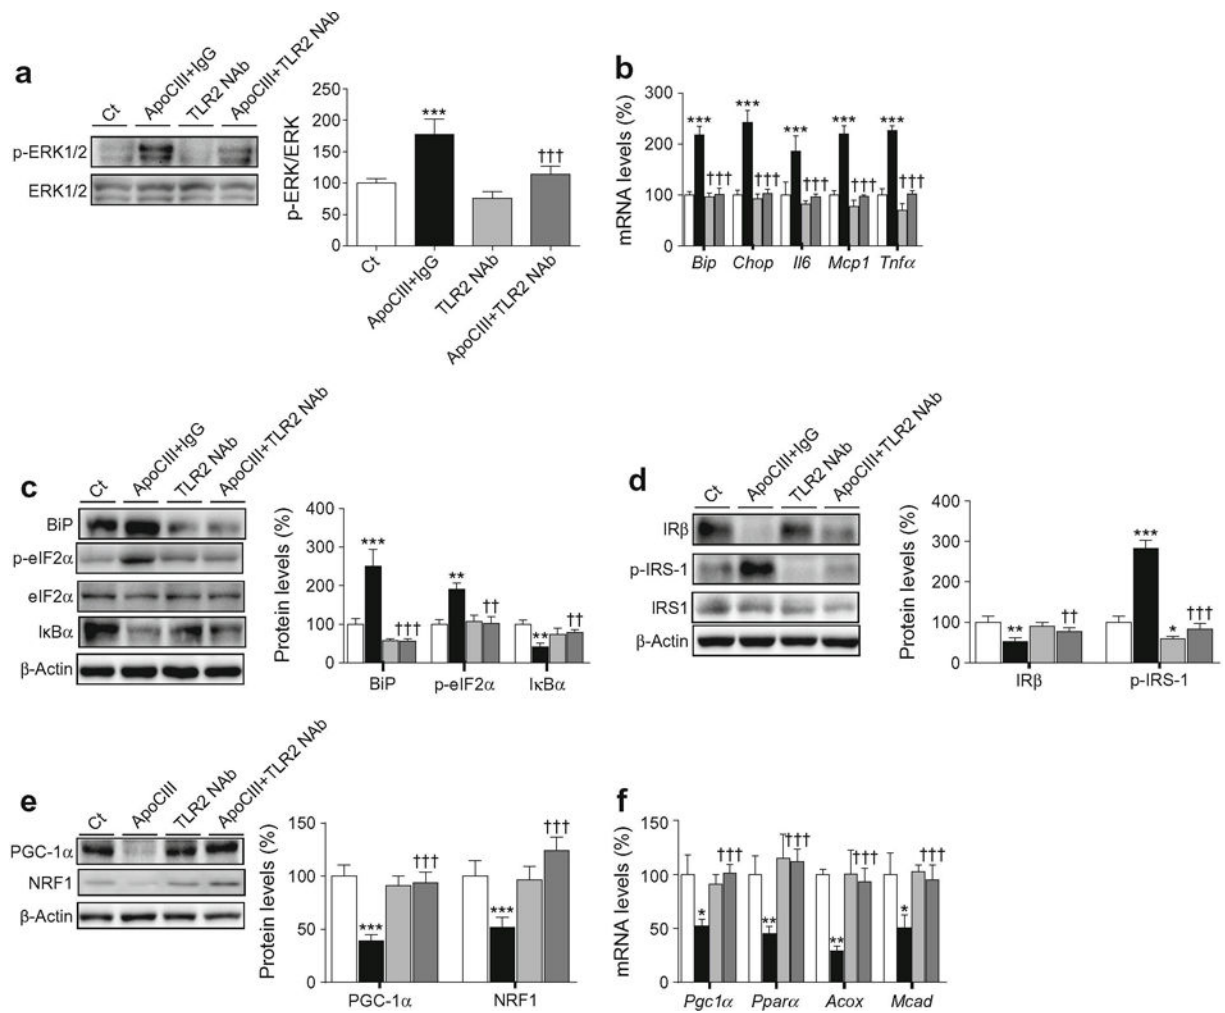 a
Ct
ApoCIII+IgG
TLR2 NAb
ApoCIII+TLR2 NAb
p-ERK1/2
ERK1/2
p-ERK/ERK
250
200
150
100
50
0
***
†††
Ct
ApoCIII+IgG
TLR2 NAb
ApoCIII+TLR2 NAb
b
mRNA levels (%)
300
200
100
0
*** *** *** *** ***
††† ††† ††† ††† †††
Bip Chop Il6 Mcp1 Tnfα
c
Ct
ApoCIII+IgG
TLR2 NAb
ApoCIII+TLR2 NAb
BiP
p-eIF2α
eIF2α
IκBα
β-Actin
Protein levels (%)
400
300
200
100
0
*** ** **
††† †† ††
BiP p-eIF2α IκBα
d
Ct
ApoCIII+IgG
TLR2 NAb
ApoCIII+TLR2 NAb
IRβ
p-IRS-1
IRS1
β-Actin
Protein levels (%)
400
300
200
100
0
** †† *** * †††
IRβ p-IRS-1
e
Ct
ApoCIII
TLR2 NAb
ApoCIII+TLR2 NAb
PGC-1α
NRF1
β-Actin
Protein levels (%)
150
100
50
0
*** ††† *** †††
PGC-1α NRF1
f
mRNA levels (%)
150
100
50
0
††† ††† ††† †††
* ** ** *
Pgc1α Pparα Acox Mcad